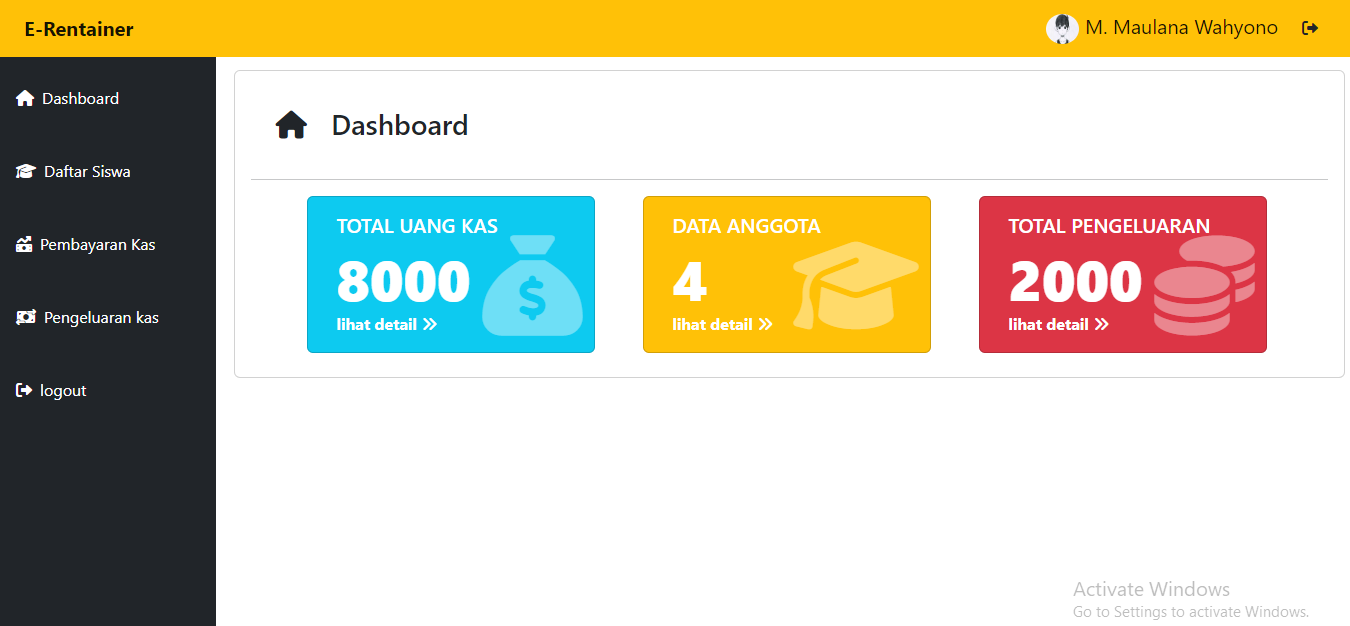 E-Rentainer
M. Maulana Wahyono
Dashboard
Daftar Siswa
Pembayaran Kas
Pengeluaran kas
logout
Dashboard
TOTAL UANG KAS
8000
lihat detail
$
DATA ANGGOTA
4
lihat detail
TOTAL PENGELUARAN
2000
lihat detail
Activate Windows
Go to Settings to activate Windows.